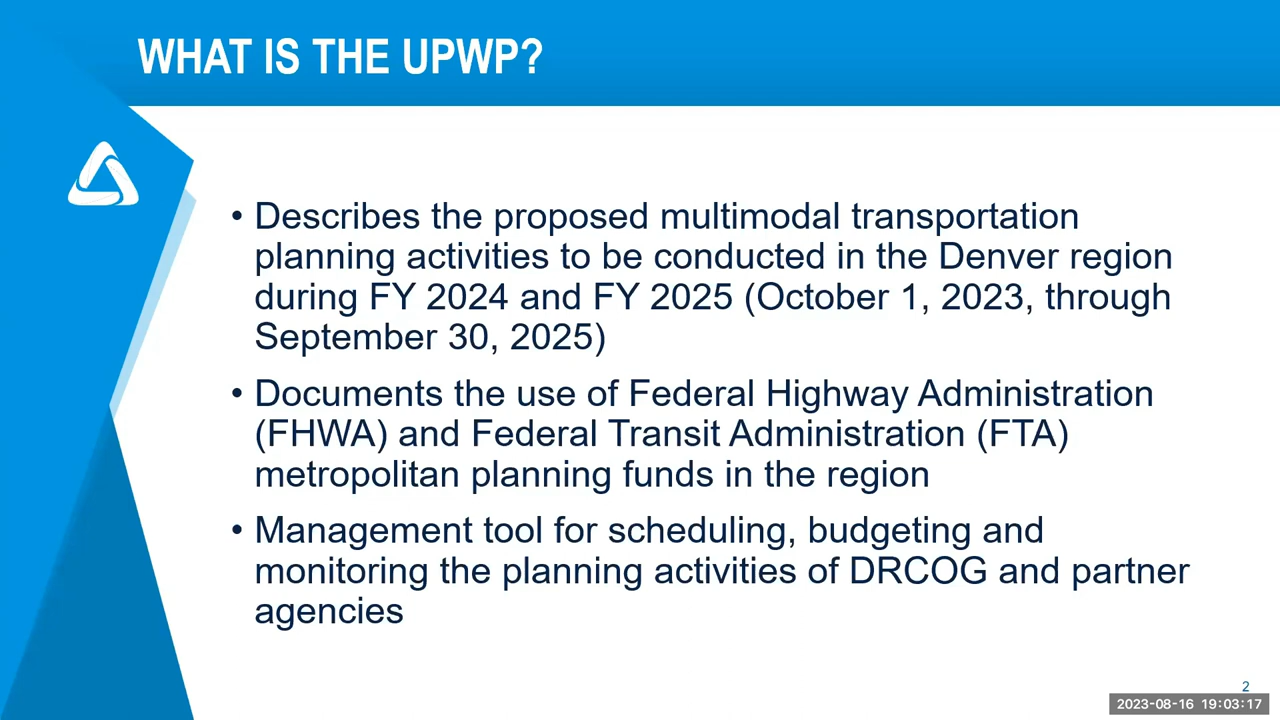 WHAT IS THE UPWP?
• Describes the proposed multimodal transportation
planning activities to be conducted in the Denver region
during FY 2024 and FY 2025 (October 1, 2023, through
September 30, 2025)
• Documents the use of Federal Highway Administration
(FHWA) and Federal Transit Administration (FTA)
metropolitan planning funds in the region
• Management tool for scheduling, budgeting and
monitoring the planning activities of DRCOG and partner
agencies
2
2023-08-16 19:03:17